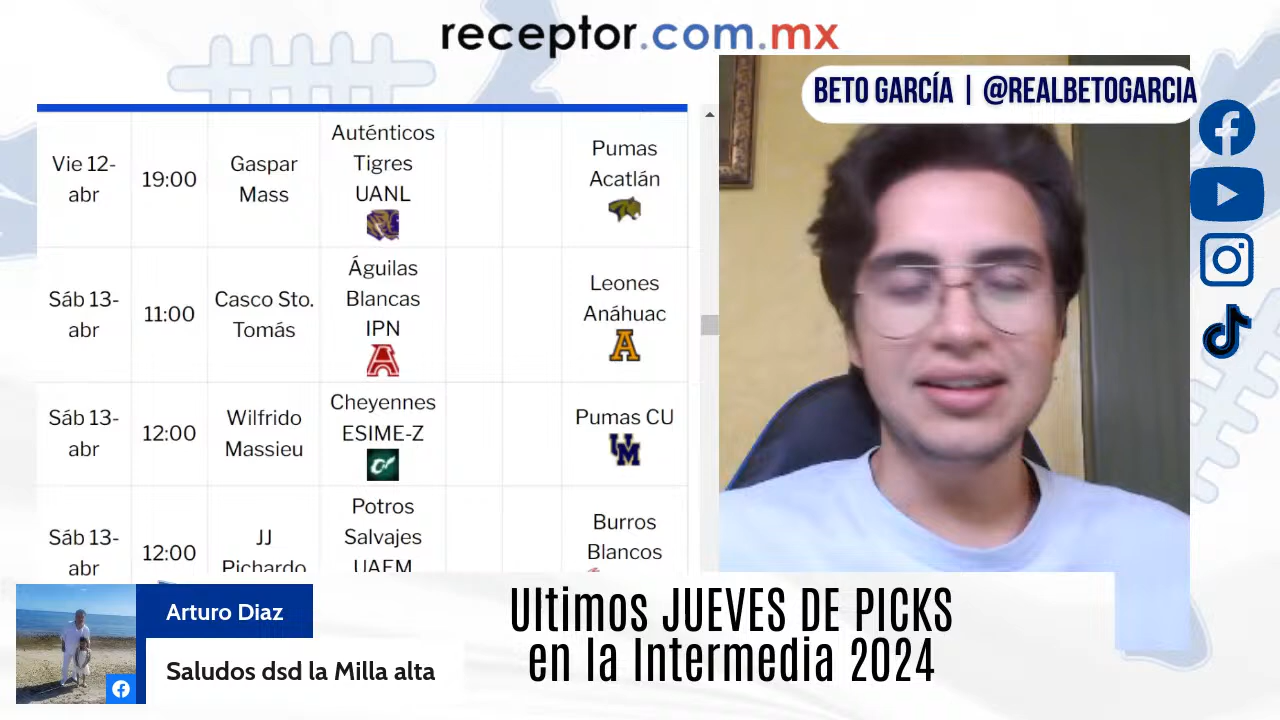 receptor.com.mx
BETO GARCÍA | @REALBETOGARCIA
Vie 12-
abr
19:00
Gaspar
Mass
Auténticos
Tigres
UANL
Pumas
Acatlán
Sáb 13-
abr
11:00
Casco Sto.
Tomás
Águilas
Blancas
IPN
Leones
Anáhuac
Sáb 13-
abr
12:00
Wilfrido
Massieu
Cheyennes
ESIME-Z
Pumas CU
Sáb 13-
abr
12:00
JJ
Pichardo
Potros
Salvajes
UAEM
Burros
Blancos
Arturo Diaz
Saludos dsd la Milla alta
Ultimos JUEVES DE PICKS
en la Intermedia 2024